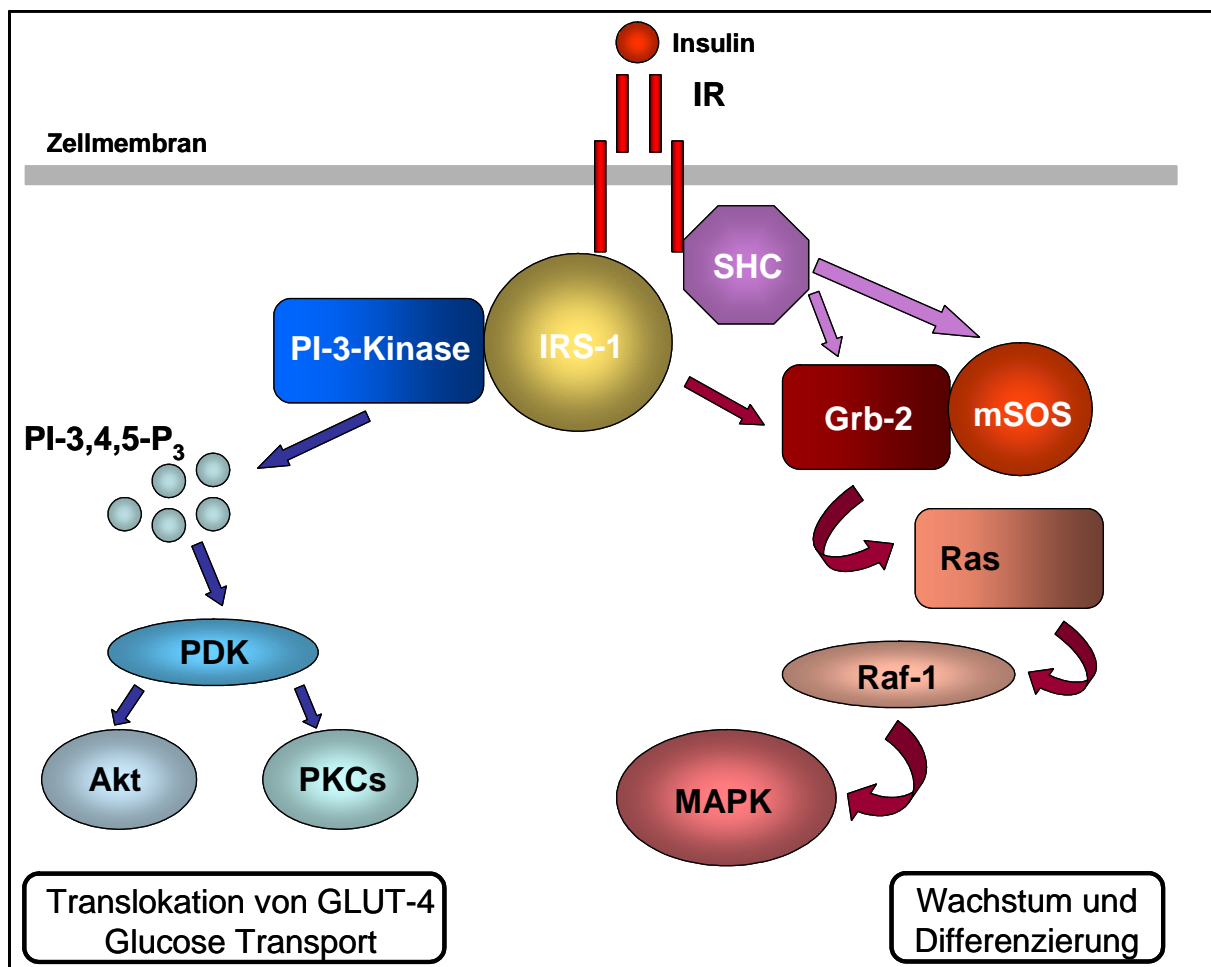 Insulin
IR
Zellmembran
SHC
PI-3-Kinase
IRS-1
Grb-2
mSOS
PI-3,4,5-P3
Ras
PDK
Raf-1
Akt
PKCs
MAPK
Translokation von GLUT-4
Glucose Transport
Wachstum und
Differenzierung